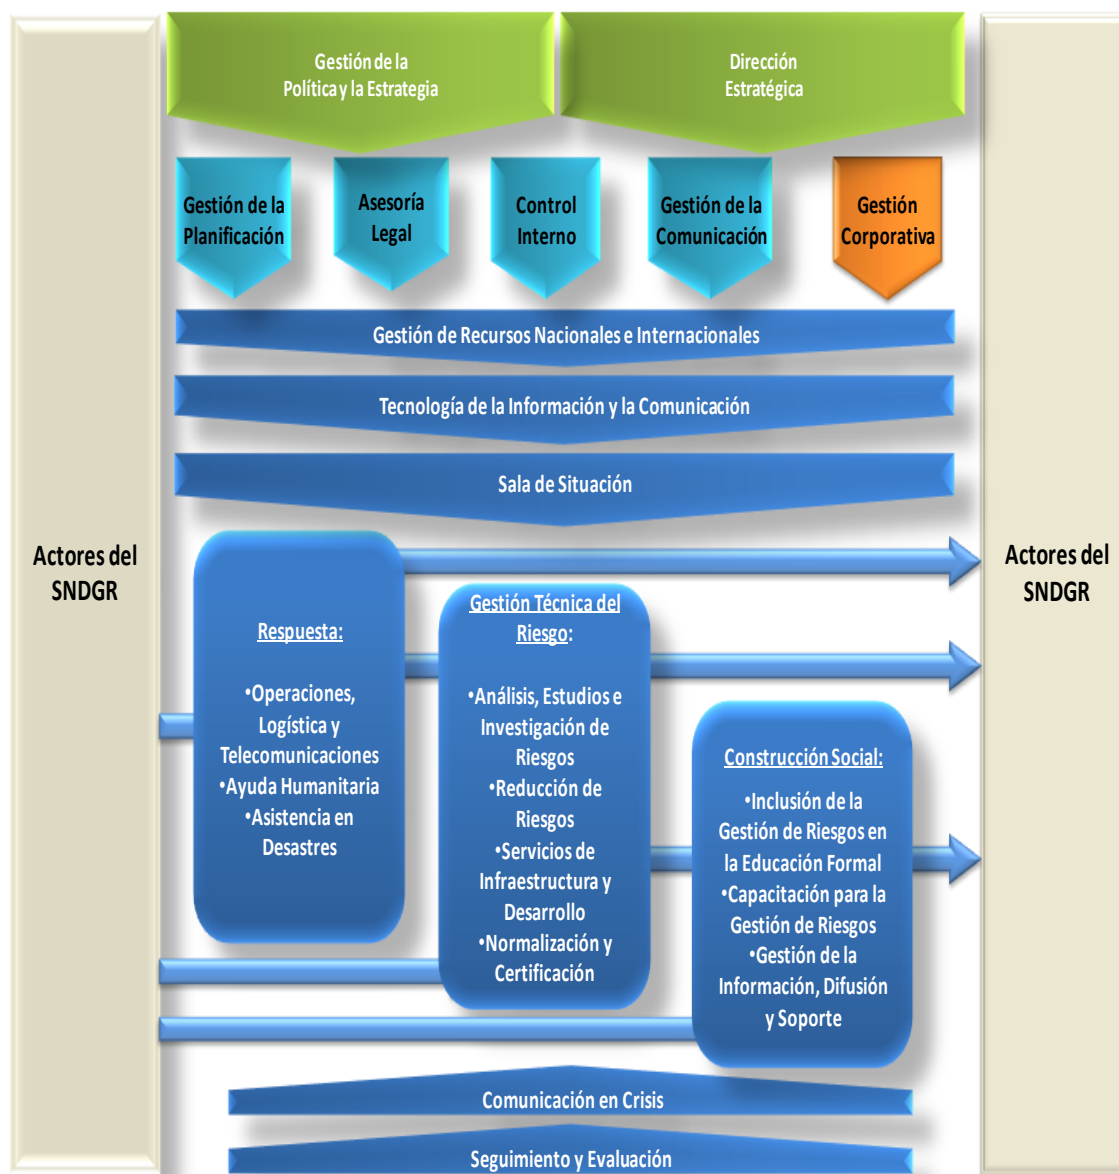 Gestión de la
Política y la Estrategia
Dirección
Estratégica
Gestión de la
Planificación
Asesoría
Legal
Control
Interno
Gestión de la
Comunicación
Gestión
Corporativa
Gestión de Recursos Nacionales e Internacionales
Tecnología de la Información y la Comunicación
Sala de Situación
Actores del
SNDGR
Respuesta:
•Operaciones,
Logística y
Telecomunicaciones
•Ayuda Humanitaria
•Asistencia en
Desastres
Gestión Técnica del
Riesgo:
•Análisis, Estudios e
Investigación de
Riesgos
•Reducción de
Riesgos
•Servicios de
Infraestructura y
Desarrollo
•Normalización y
Certificación
Construcción Social:
•Inclusión de la
Gestión de Riesgos en
la Educación Formal
•Capacitación para la
Gestión de Riesgos
•Gestión de la
Información, Difusión
y Soporte
Actores del
SNDGR
Comunicación en Crisis
Seguimiento y Evaluación